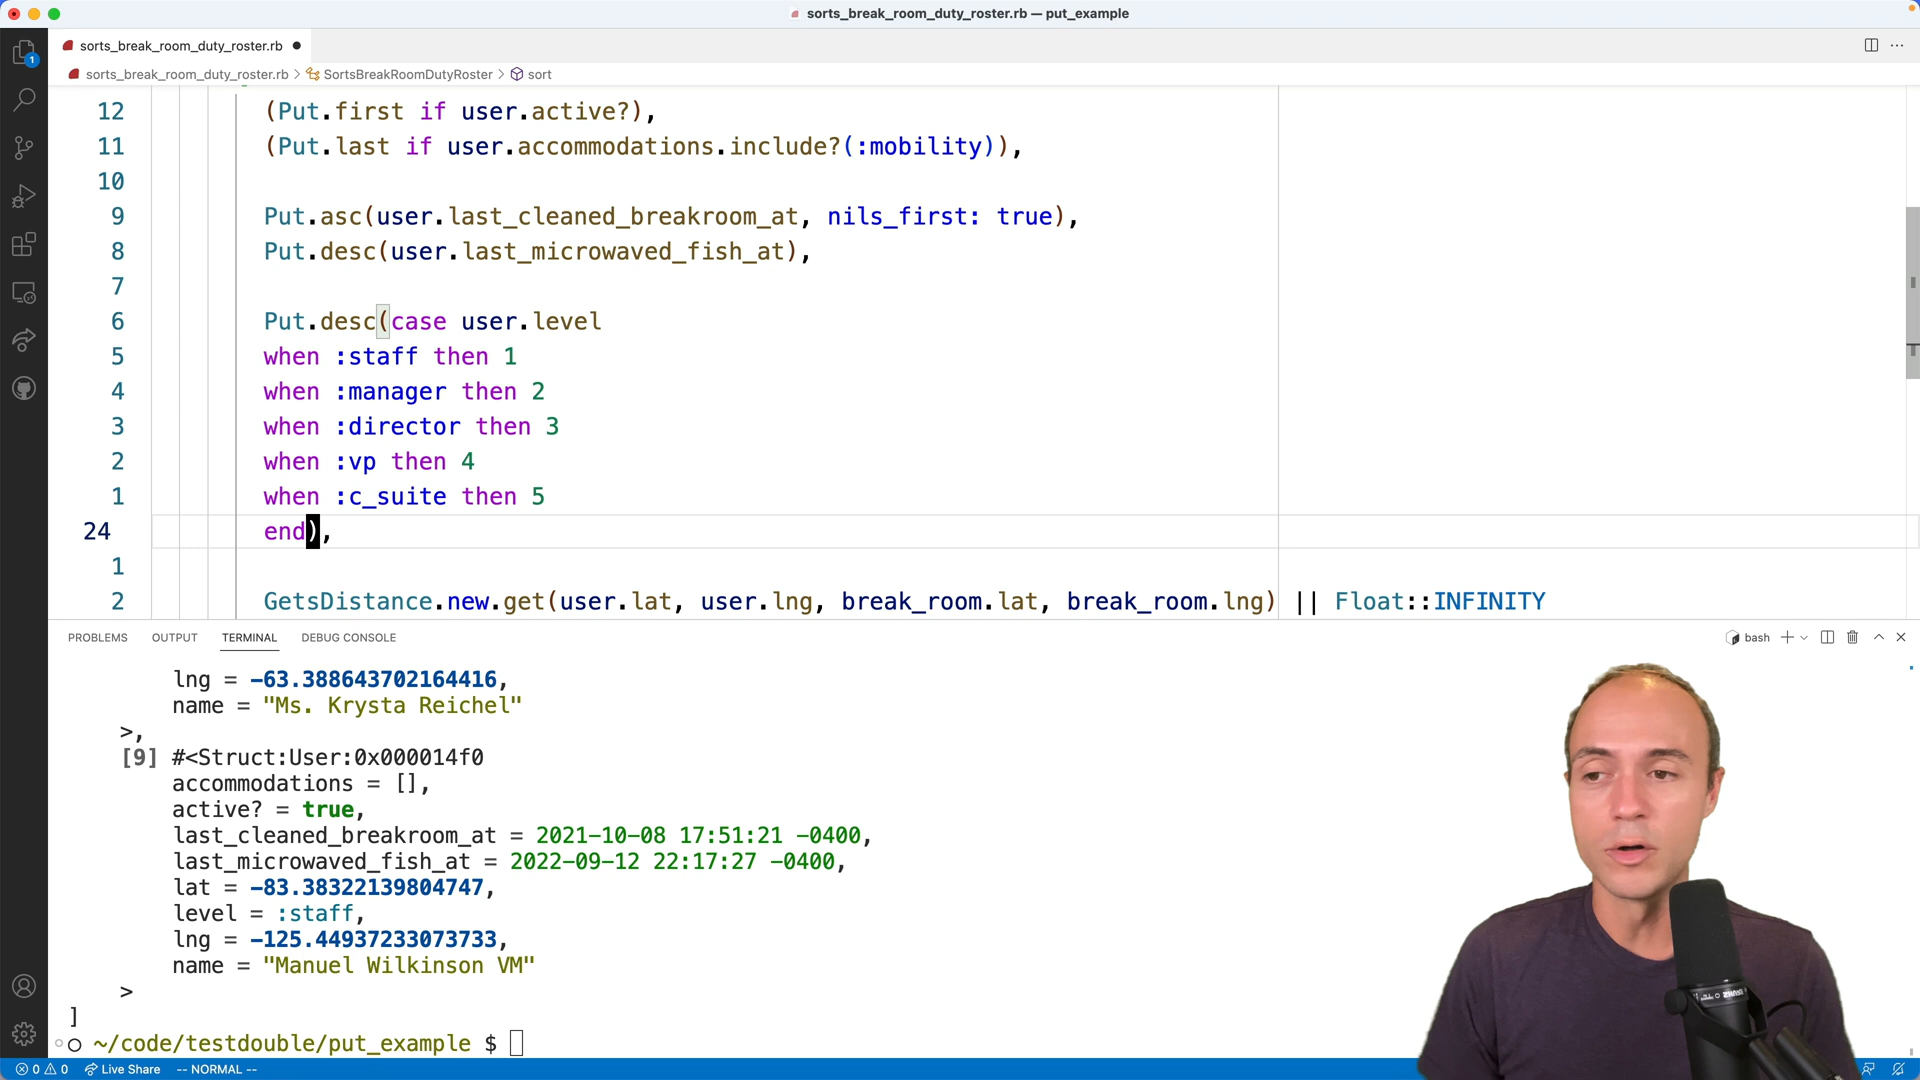 sorts_break_room_duty_roster.rb — put_example
sorts_break_room_duty_roster.rb
sorts_break_room_duty_roster.rb > SortsBreakRoomDutyRoster > sort
1
12 (Put.first if user.active?),
11 (Put.last if user.accommodations.include?(:mobility)),
10
9 Put.asc(user.last_cleaned_breakroom_at, nils_first: true),
8 Put.desc(user.last_microwaved_fish_at),
7
6 Put.desc(case user.level
5 when :staff then 1
4 when :manager then 2
3 when :director then 3
2 when :vp then 4
1 when :c_suite then 5
24 end),
1
2 GetsDistance.new.get(user.lat, user.lng, break_room.lat, break_room.lng) || Float::INFINITY
PROBLEMS OUTPUT TERMINAL DEBUG CONSOLE bash
lng = -63.388643702164416,
name = "Ms. Krysta Reichel"
>,
[9] #<Struct:User:0x000014f0
accommodations = [],
active? = true,
last_cleaned_breakroom_at = 2021-10-08 17:51:21 -0400,
last_microwaved_fish_at = 2022-09-12 22:17:27 -0400,
lat = -83.38322139804747,
level = :staff,
lng = -125.44937233073733,
name = "Manuel Wilkinson VM"
>
]
~/code/testdouble/put_example $
0 0 Live Share -- NORMAL --